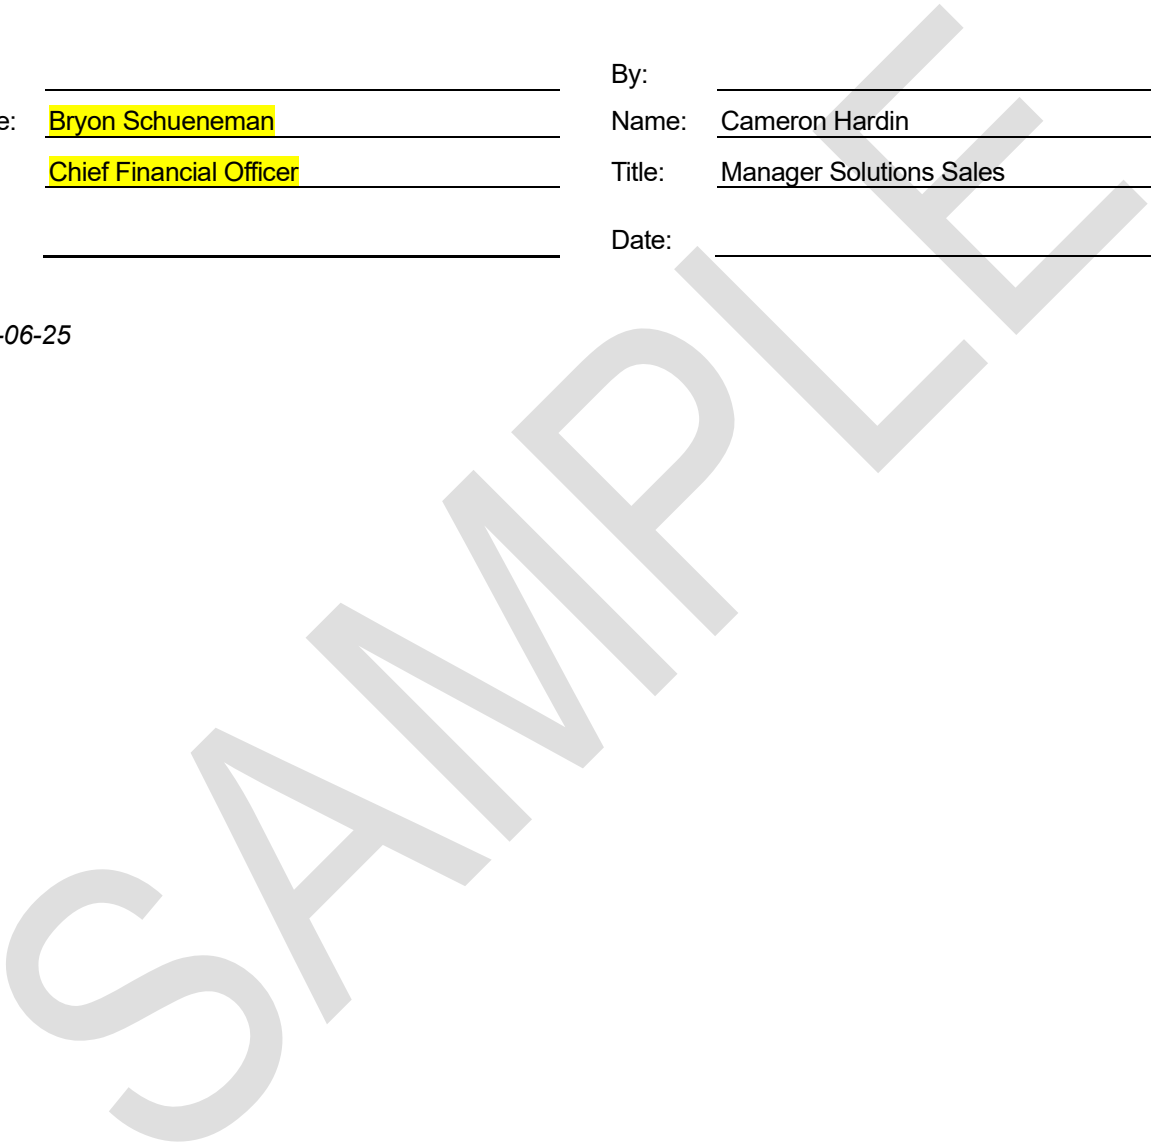 By:
e: Bryon Schueneman Name: Cameron Hardin
Chief Financial Officer Title: Manager Solutions Sales
Date:
-06-25
SAMPLE